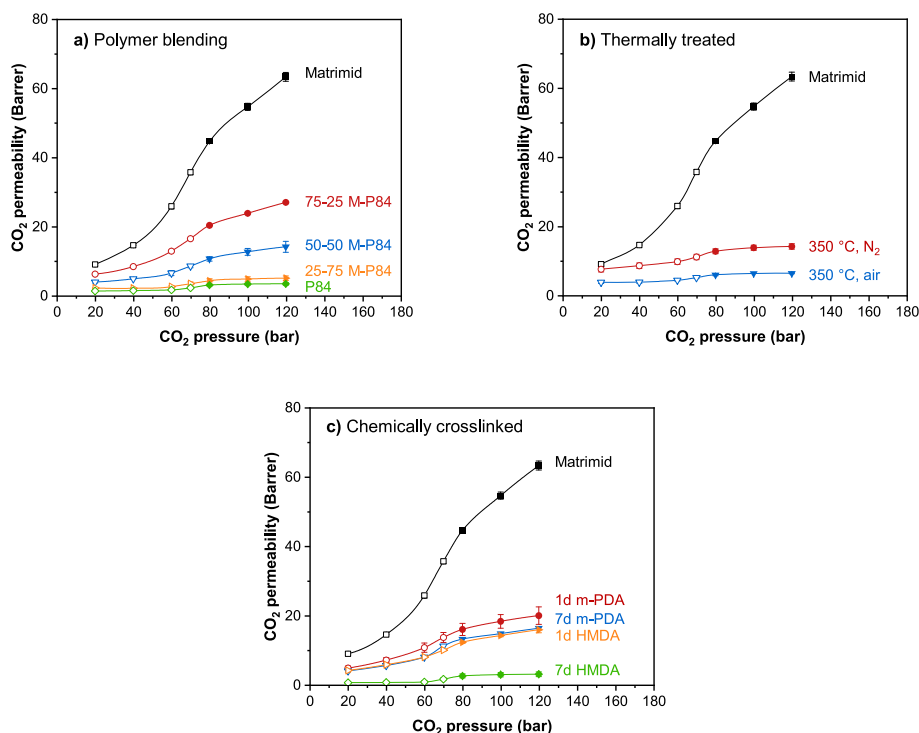 a) Polymer blending
Matrimid
75-25 M-P84
50-50 M-P84
25-75 M-P84
P84
CO₂ permeability (Barrer)
80
60
40
20
0
0 20 40 60 80 100 120 140 160 180
CO₂ pressure (bar)
b) Thermally treated
Matrimid
350 °C, N₂
350 °C, air
CO₂ permeability (Barrer)
80
60
40
20
0
0 20 40 60 80 100 120 140 160 180
CO₂ pressure (bar)
c) Chemically crosslinked
Matrimid
1d m-PDA
7d m-PDA
1d HMDA
7d HMDA
CO₂ permeability (Barrer)
80
60
40
20
0
0 20 40 60 80 100 120 140 160 180
CO₂ pressure (bar)